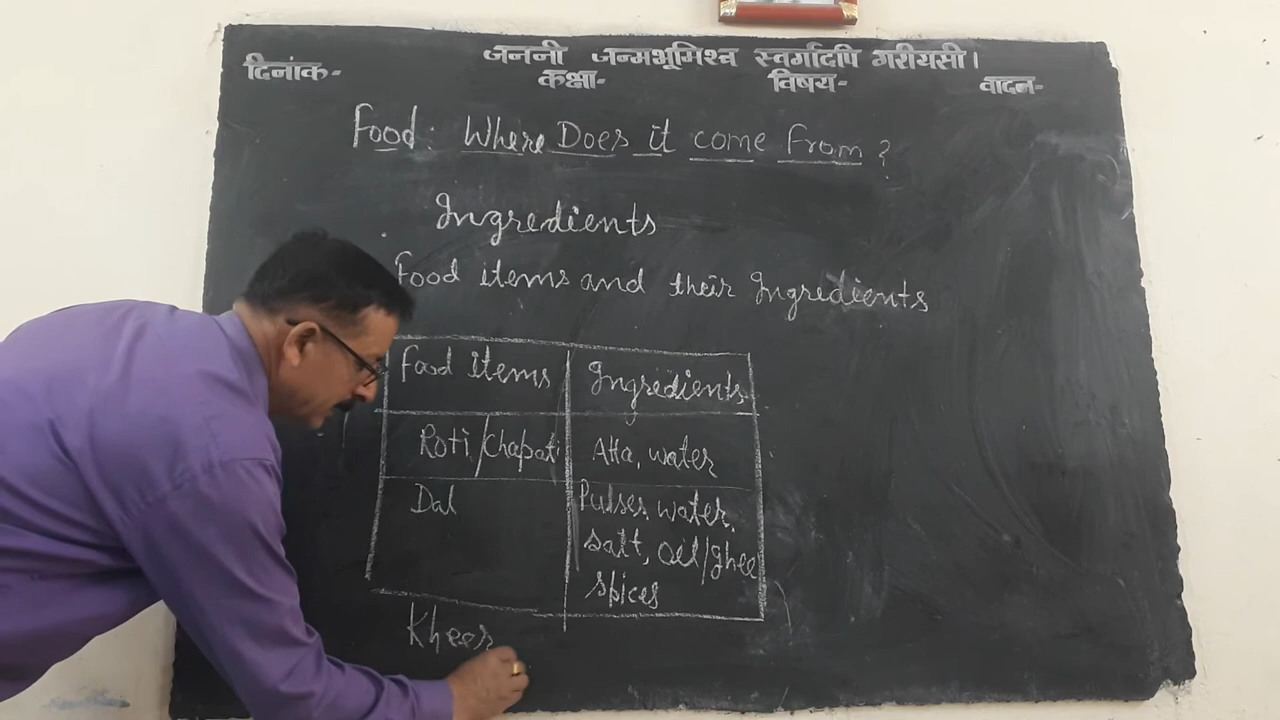 जननी जन्मभूमिश्च स्वर्गादपि गरीयसी।
दिनांक- कक्षा- विषय- वादन-
Food: Where Does it come From ?
Ingredients
Food items and their Ingredients
Food items Ingredients
Roti/Chapati Atta, water
Dal Pulses, water,
salt, oil/ghee
spices
Kheer